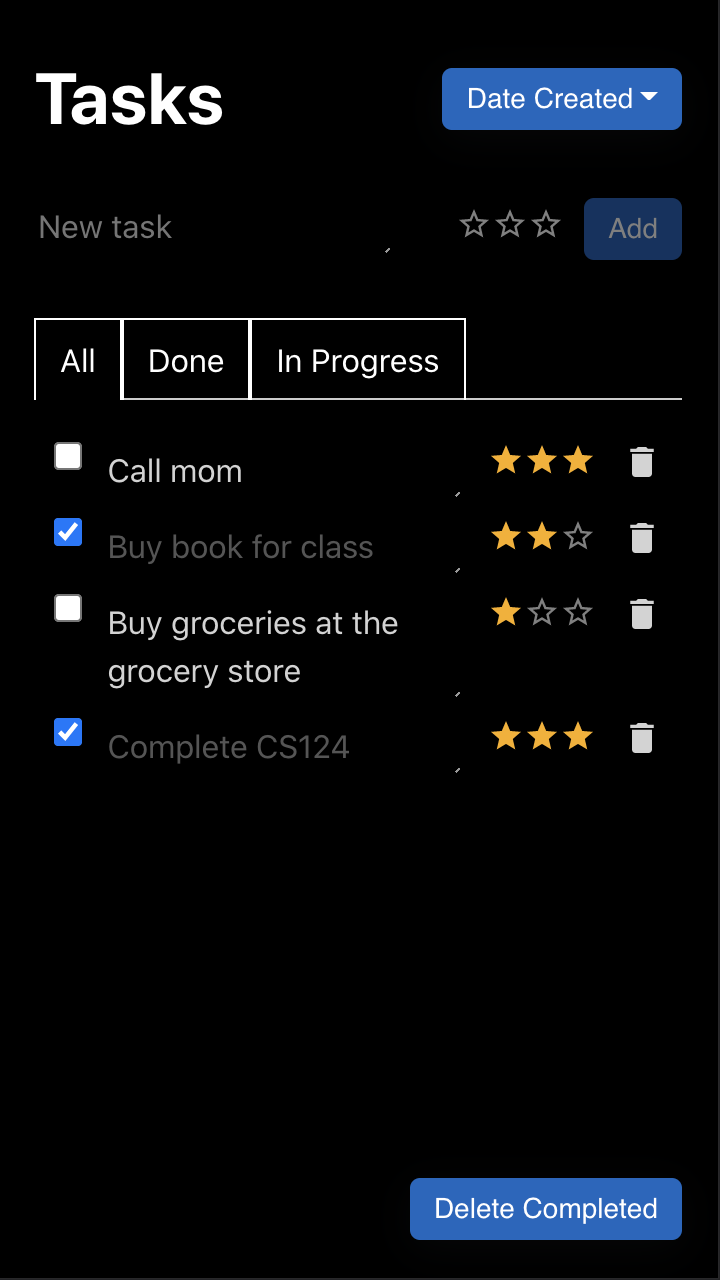 Tasks
Date Created
New task
Add
All
Done
In Progress
Call mom
Buy book for class
Buy groceries at the
grocery store
Complete CS124
Delete Completed